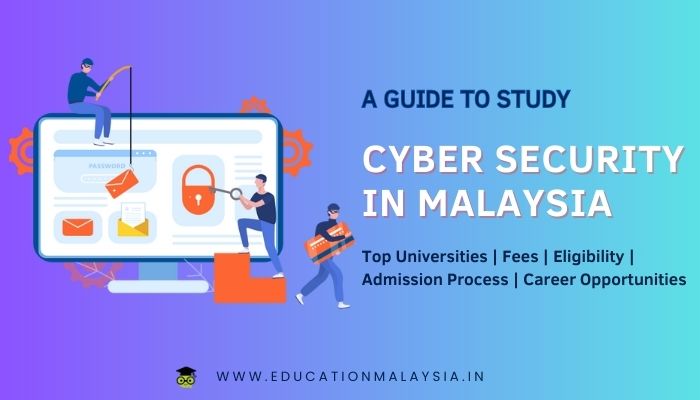 A GUIDE TO STUDY
CYBER SECURITY
IN MALAYSIA
Top Universities | Fees | Eligibility |
Admission Process | Career Opportunities
PASSWORD
WWW.EDUCATIONMALAYSIA.IN